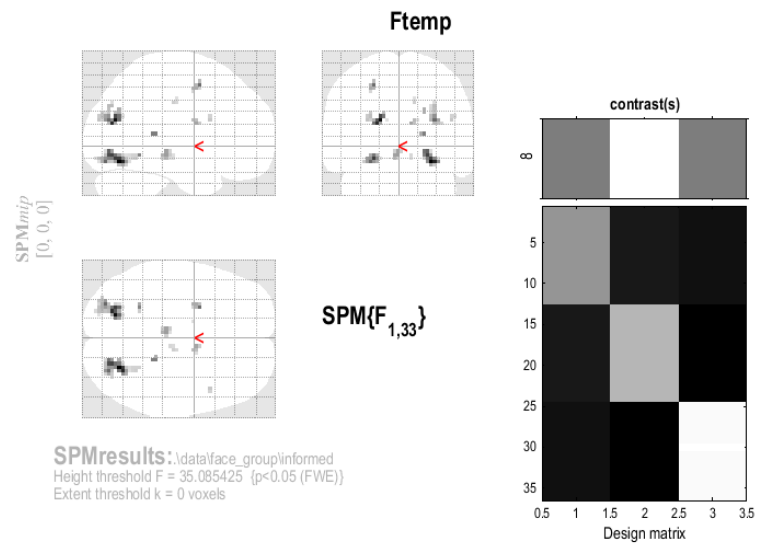 Ftemp
SPMmip
[0, 0, 0]
<
<
<
SPM{F1,33}
SPMresults:.\data\face_group\informed
Height threshold F = 35.085425 {p<0.05 (FWE)}
Extent threshold k = 0 voxels
contrast(s)
8
5
10
15
20
25
30
35
0.5 1 1.5 2 2.5 3 3.5
Design matrix